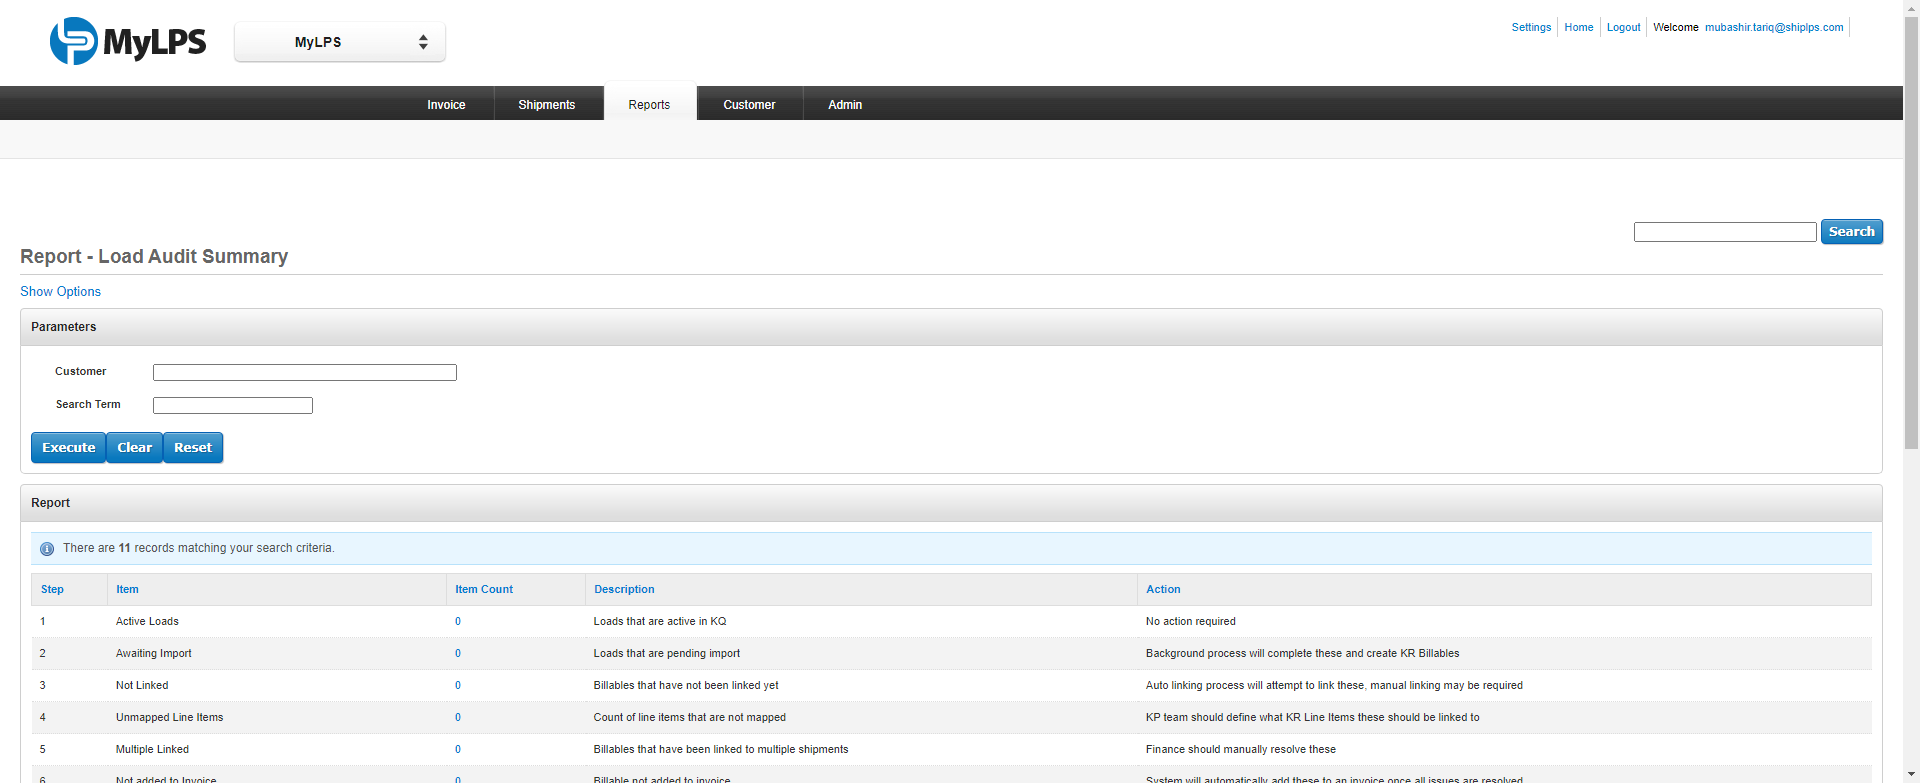 MyLPS
MyLPS
Settings Home Logout Welcome mubashir.tariq@shiplps.com
Invoice Shipments Reports Customer Admin
Search
Report - Load Audit Summary
Show Options
Parameters
Customer
Search Term
Execute Clear Reset
Report
There are 11 records matching your search criteria.
Step Item Item Count Description Action
1 Active Loads 0 Loads that are active in KQ No action required
2 Awaiting Import 0 Loads that are pending import Background process will complete these and create KR Billables
3 Not Linked 0 Billables that have not been linked yet Auto linking process will attempt to link these, manual linking may be required
4 Unmapped Line Items 0 Count of line items that are not mapped KP team should define what KR Line Items these should be linked to
5 Multiple Linked 0 Billables that have been linked to multiple shipments Finance should manually resolve these
6 Not added to Invoice 0 Billable not added to invoice System will automatically add these to an invoice once all issues are resolved